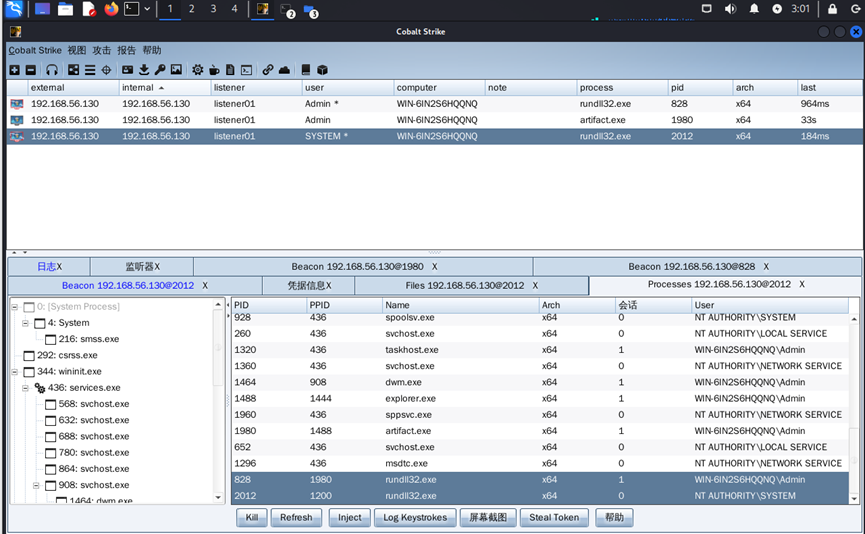 1 2 3 4 2 3 3:01
Cobalt Strike
Cobalt Strike 视图 攻击 报告 帮助
external internal listener user computer note process pid arch last
192.168.56.130 192.168.56.130 listener01 Admin * WIN-6IN2S6HQQNQ rundll32.exe 828 x64 964ms
192.168.56.130 192.168.56.130 listener01 Admin WIN-6IN2S6HQQNQ artifact.exe 1980 x64 33s
192.168.56.130 192.168.56.130 listener01 SYSTEM * WIN-6IN2S6HQQNQ rundll32.exe 2012 x64 184ms
日志X 监听器X Beacon 192.168.56.130@1980 X Beacon 192.168.56.130@828 X
Beacon 192.168.56.130@2012 X 凭据信息X Files 192.168.56.130@2012 X Processes 192.168.56.130@2012 X
0: [System Process]
4: System
216: smss.exe
292: csrss.exe
344: wininit.exe
436: services.exe
568: svchost.exe
632: svchost.exe
688: svchost.exe
780: svchost.exe
864: svchost.exe
908: svchost.exe
1464: dwm.exe
PID PPID Name Arch 会话 User
928 436 spoolsv.exe x64 0 NT AUTHORITY\SYSTEM
260 436 svchost.exe x64 0 NT AUTHORITY\LOCAL SERVICE
1320 436 taskhost.exe x64 1 WIN-6IN2S6HQQNQ\Admin
1360 436 svchost.exe x64 0 NT AUTHORITY\NETWORK SERVICE
1464 908 dwm.exe x64 1 WIN-6IN2S6HQQNQ\Admin
1488 1444 explorer.exe x64 1 WIN-6IN2S6HQQNQ\Admin
1960 436 sppsvc.exe x64 0 NT AUTHORITY\NETWORK SERVICE
1980 1488 artifact.exe x64 1 WIN-6IN2S6HQQNQ\Admin
652 436 svchost.exe x64 0 NT AUTHORITY\LOCAL SERVICE
1296 436 msdtc.exe x64 0 NT AUTHORITY\NETWORK SERVICE
828 1980 rundll32.exe x64 1 WIN-6IN2S6HQQNQ\Admin
2012 1200 rundll32.exe x64 0 NT AUTHORITY\SYSTEM
Kill Refresh Inject Log Keystrokes 屏幕截图 Steal Token 帮助